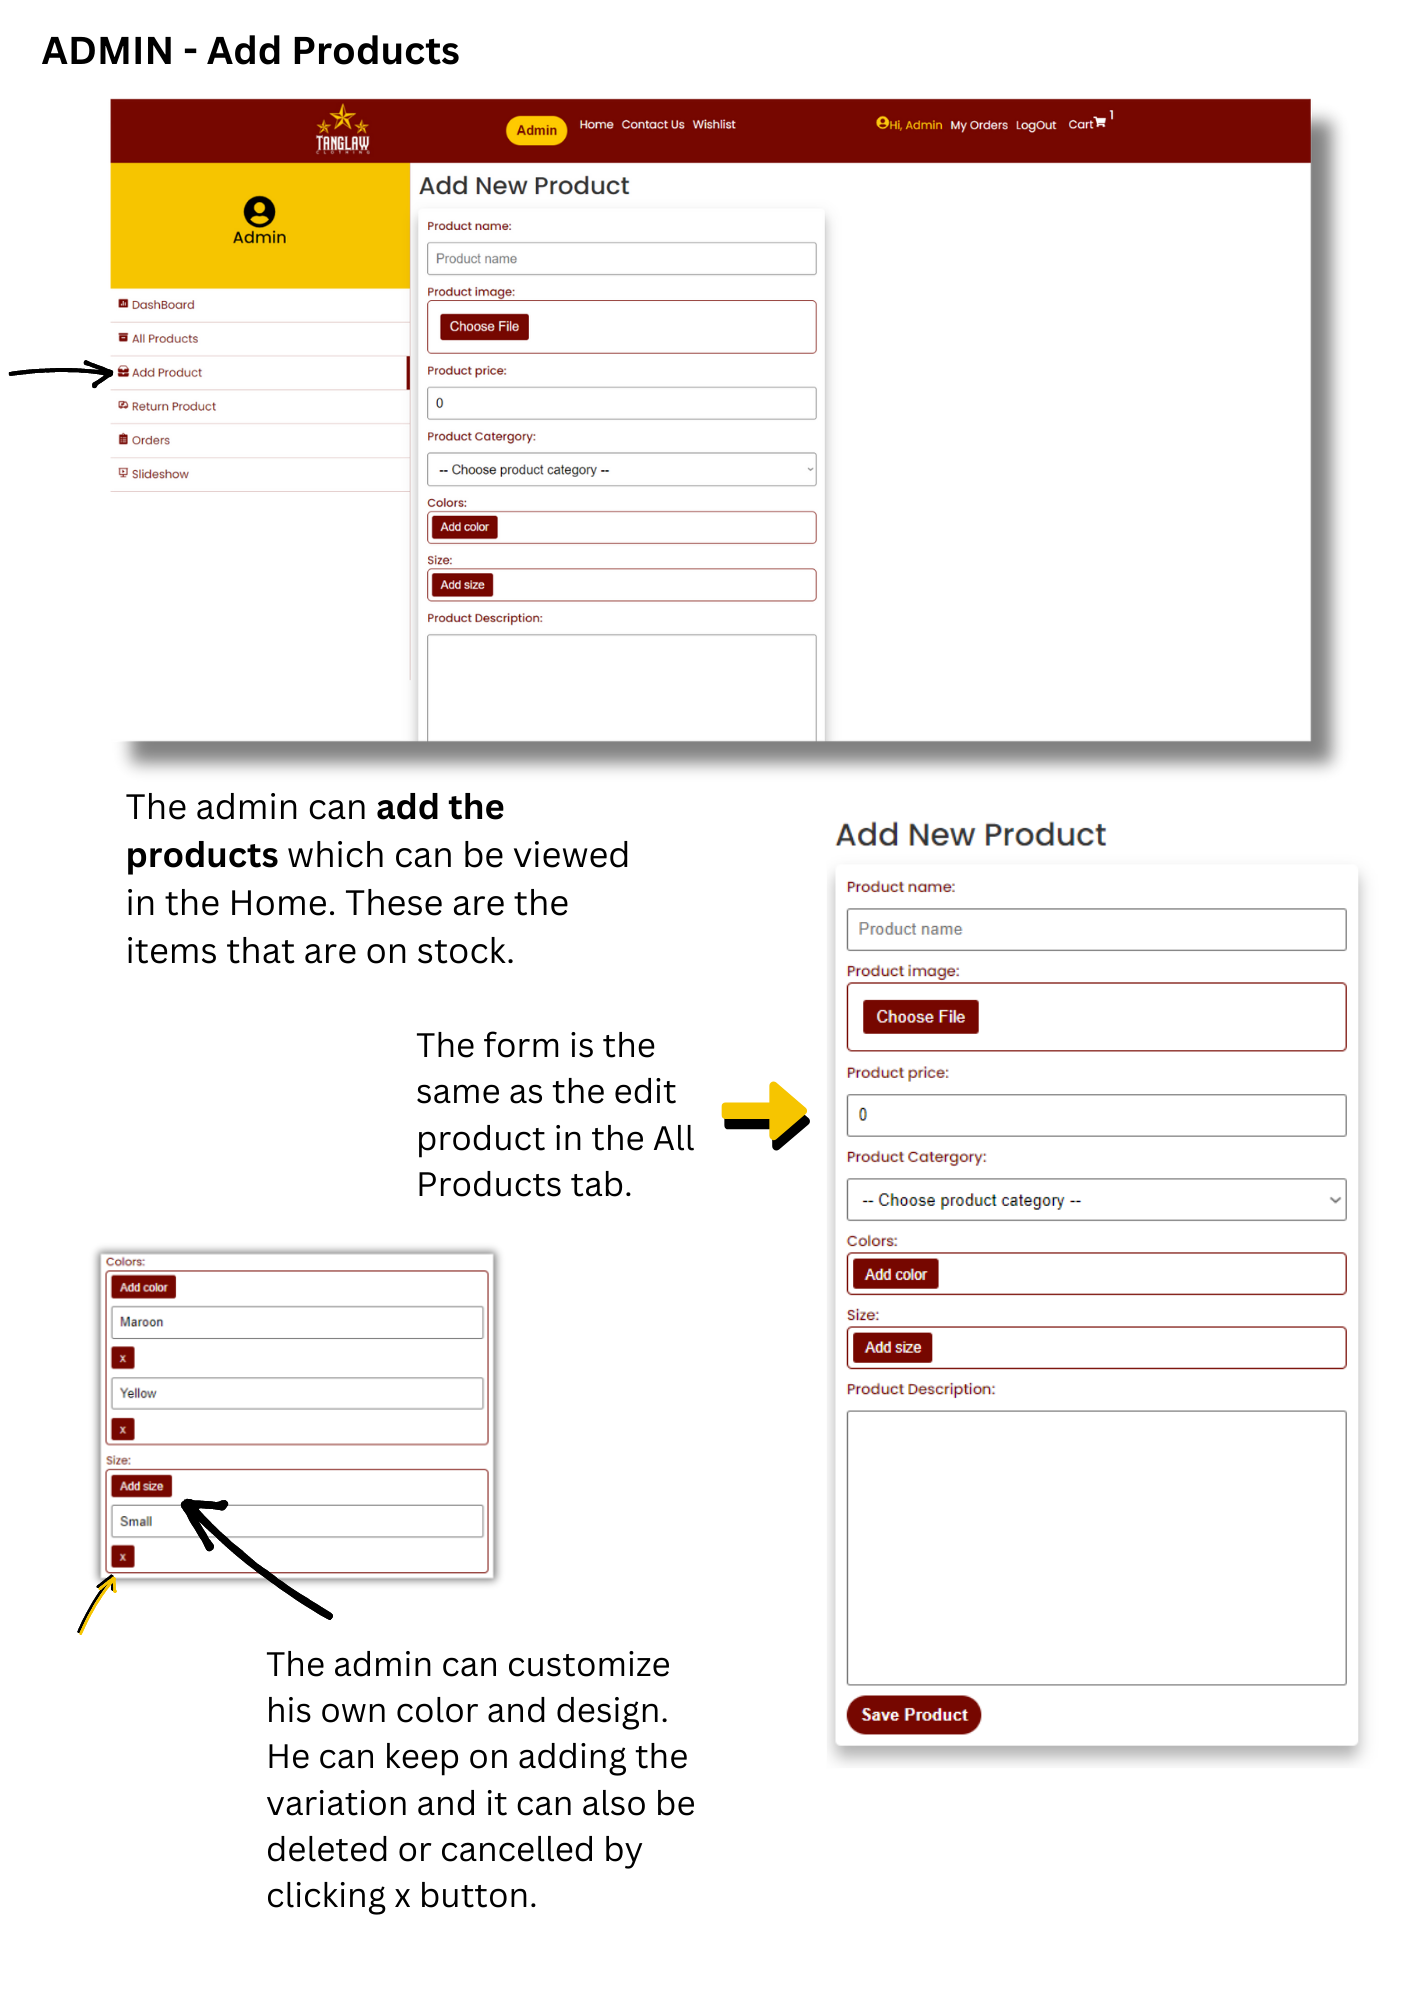 ADMIN - Add Products
TANGLAW
CLOTHING
Admin
Home Contact Us Wishlist
Hi, Admin My Orders LogOut Cart 1
Admin
DashBoard
All Products
Add Product
Return Product
Orders
Slideshow
Add New Product
Product name:
Product name
Product image:
Choose File
Product price:
0
Product Catergory:
-- Choose product category --
Colors:
Add color
Size:
Add size
Product Description:
The admin can add the
products which can be viewed
in the Home. These are the
items that are on stock.
The form is the
same as the edit
product in the All
Products tab.
Add New Product
Product name:
Product name
Product image:
Choose File
Product price:
0
Product Catergory:
-- Choose product category --
Colors:
Add color
Size:
Add size
Product Description:
Save Product
Colors:
Add color
Maroon
x
Yellow
x
Size:
Add size
Small
x
The admin can customize
his own color and design.
He can keep on adding the
variation and it can also be
deleted or cancelled by
clicking x button.